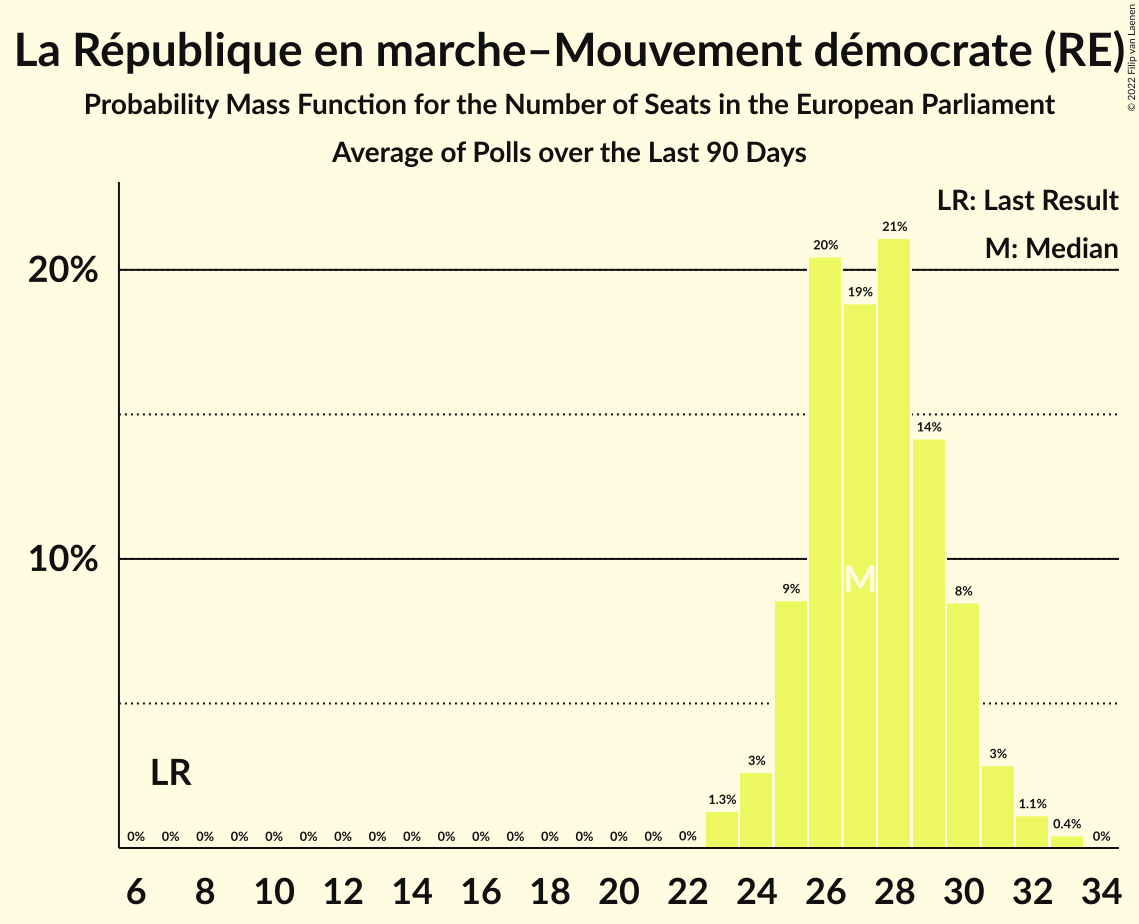 La République en marche–Mouvement démocrate (RE)
© 2022 Filip van Laenen
Probability Mass Function for the Number of Seats in the European Parliament
Average of Polls over the Last 90 Days
LR: Last Result
M: Median
20%
10%
21%
20%
19%
14%
9%
8%
M
3%
3%
1.3%
1.1%
0.4%
LR
0% 0% 0% 0% 0% 0% 0% 0% 0% 0% 0% 0% 0% 0% 0% 0% 0% 0%
6 8 10 12 14 16 18 20 22 24 26 28 30 32 34